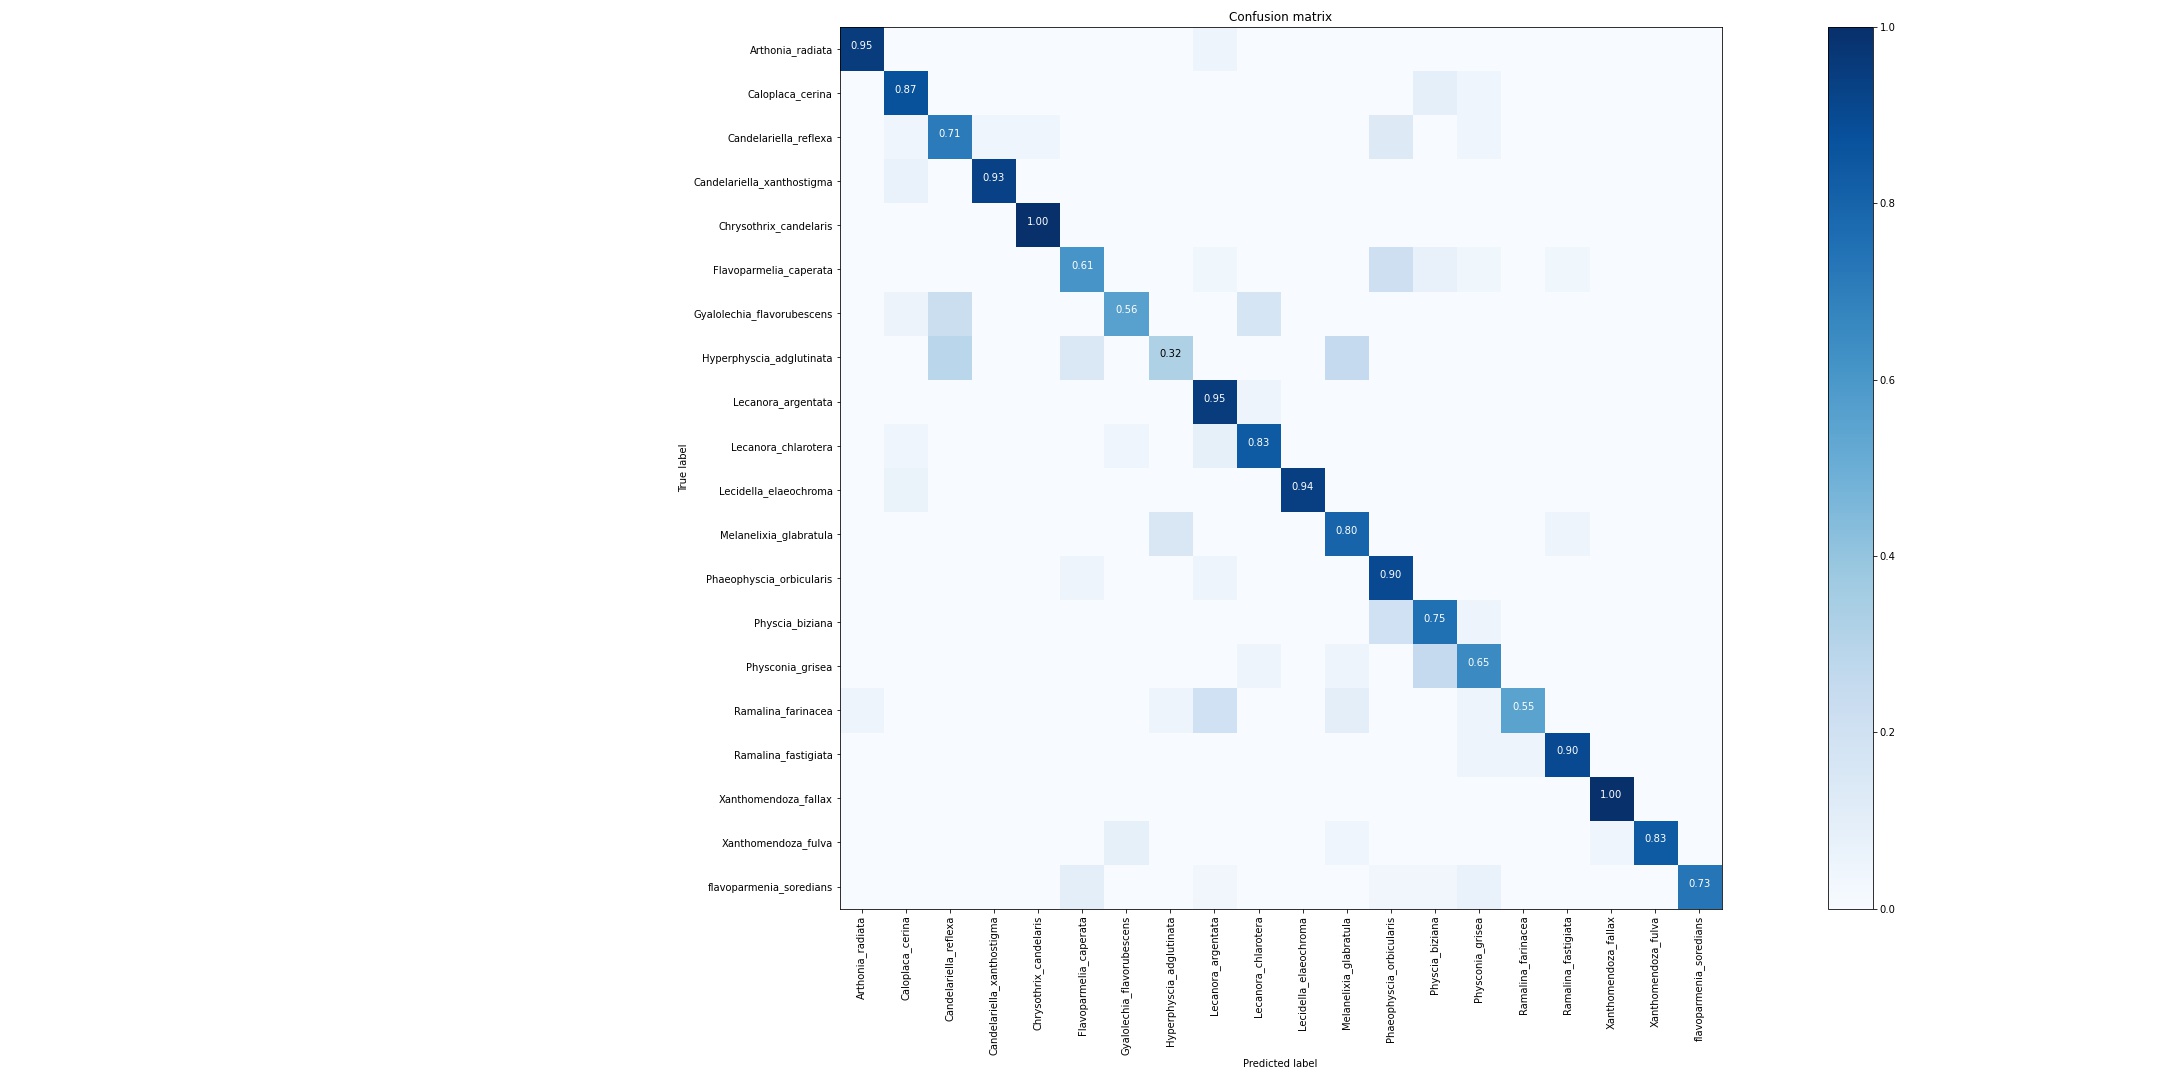 Confusion matrix
Arthonia_radiata
Caloplaca_cerina
Candelariella_reflexa
Candelariella_xanthostigma
Chrysothrix_candelaris
Flavoparmelia_caperata
Gyalolechia_flavorubescens
Hyperphyscia_adglutinata
Lecanora_argentata
Lecanora_chlarotera
Lecidella_elaeochroma
Melanelixia_glabratula
Phaeophyscia_orbicularis
Physcia_biziana
Physconia_grisea
Ramalina_farinacea
Ramalina_fastigiata
Xanthomendoza_fallax
Xanthomendoza_fulva
flavoparmenia_soredians
True label
0.95
0.87
0.71
0.93
1.00
0.61
0.56
0.32
0.95
0.83
0.94
0.80
0.90
0.75
0.65
0.55
0.90
1.00
0.83
0.73
Arthonia_radiata
Caloplaca_cerina
Candelariella_reflexa
Candelariella_xanthostigma
Chrysothrix_candelaris
Flavoparmelia_caperata
Gyalolechia_flavorubescens
Hyperphyscia_adglutinata
Lecanora_argentata
Lecanora_chlarotera
Lecidella_elaeochroma
Melanelixia_glabratula
Phaeophyscia_orbicularis
Physcia_biziana
Physconia_grisea
Ramalina_farinacea
Ramalina_fastigiata
Xanthomendoza_fallax
Xanthomendoza_fulva
flavoparmenia_soredians
Predicted label
1.0
0.8
0.6
0.4
0.2
0.0